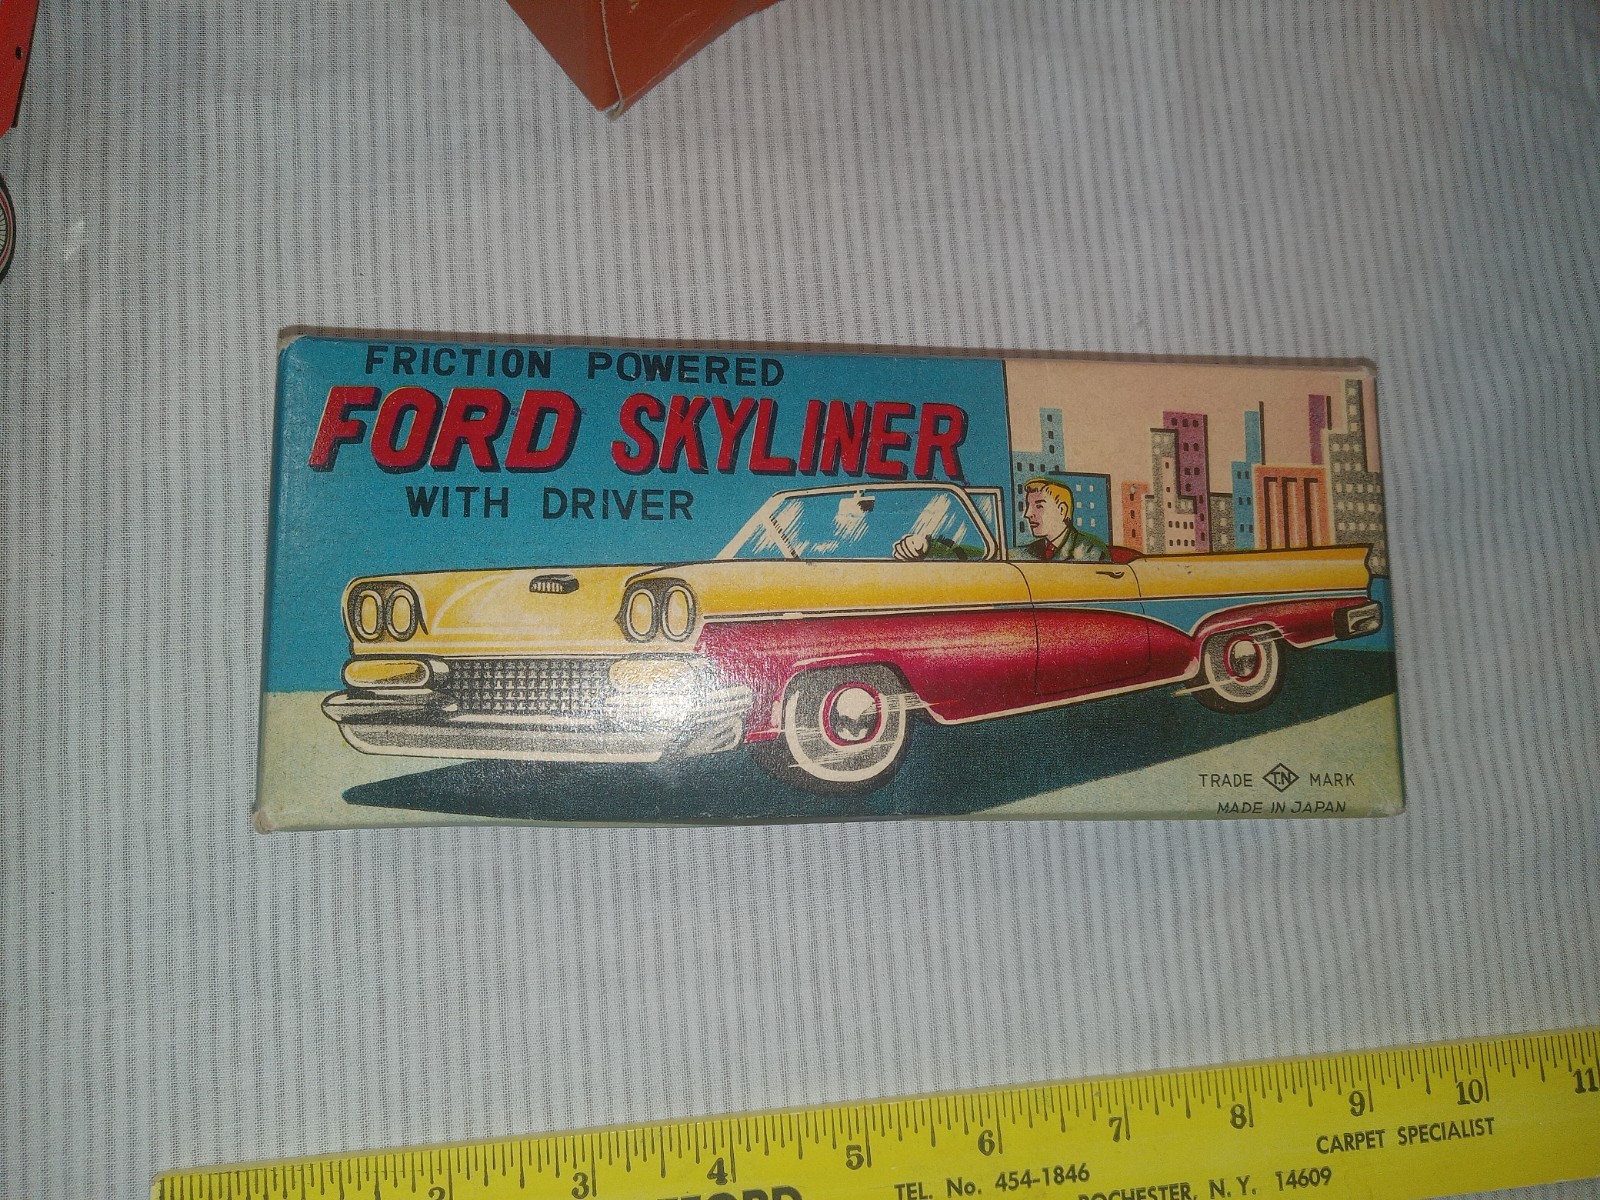 FRICTION POWERED
FORD SKYLINER
WITH DRIVER
TRADE T.N MARK
MADE IN JAPAN
2 3 4 5 6 7 8 9 10 11
CARPET SPECIALIST
TEL. No. 454-1846
ROCHESTER, N. Y. 14609